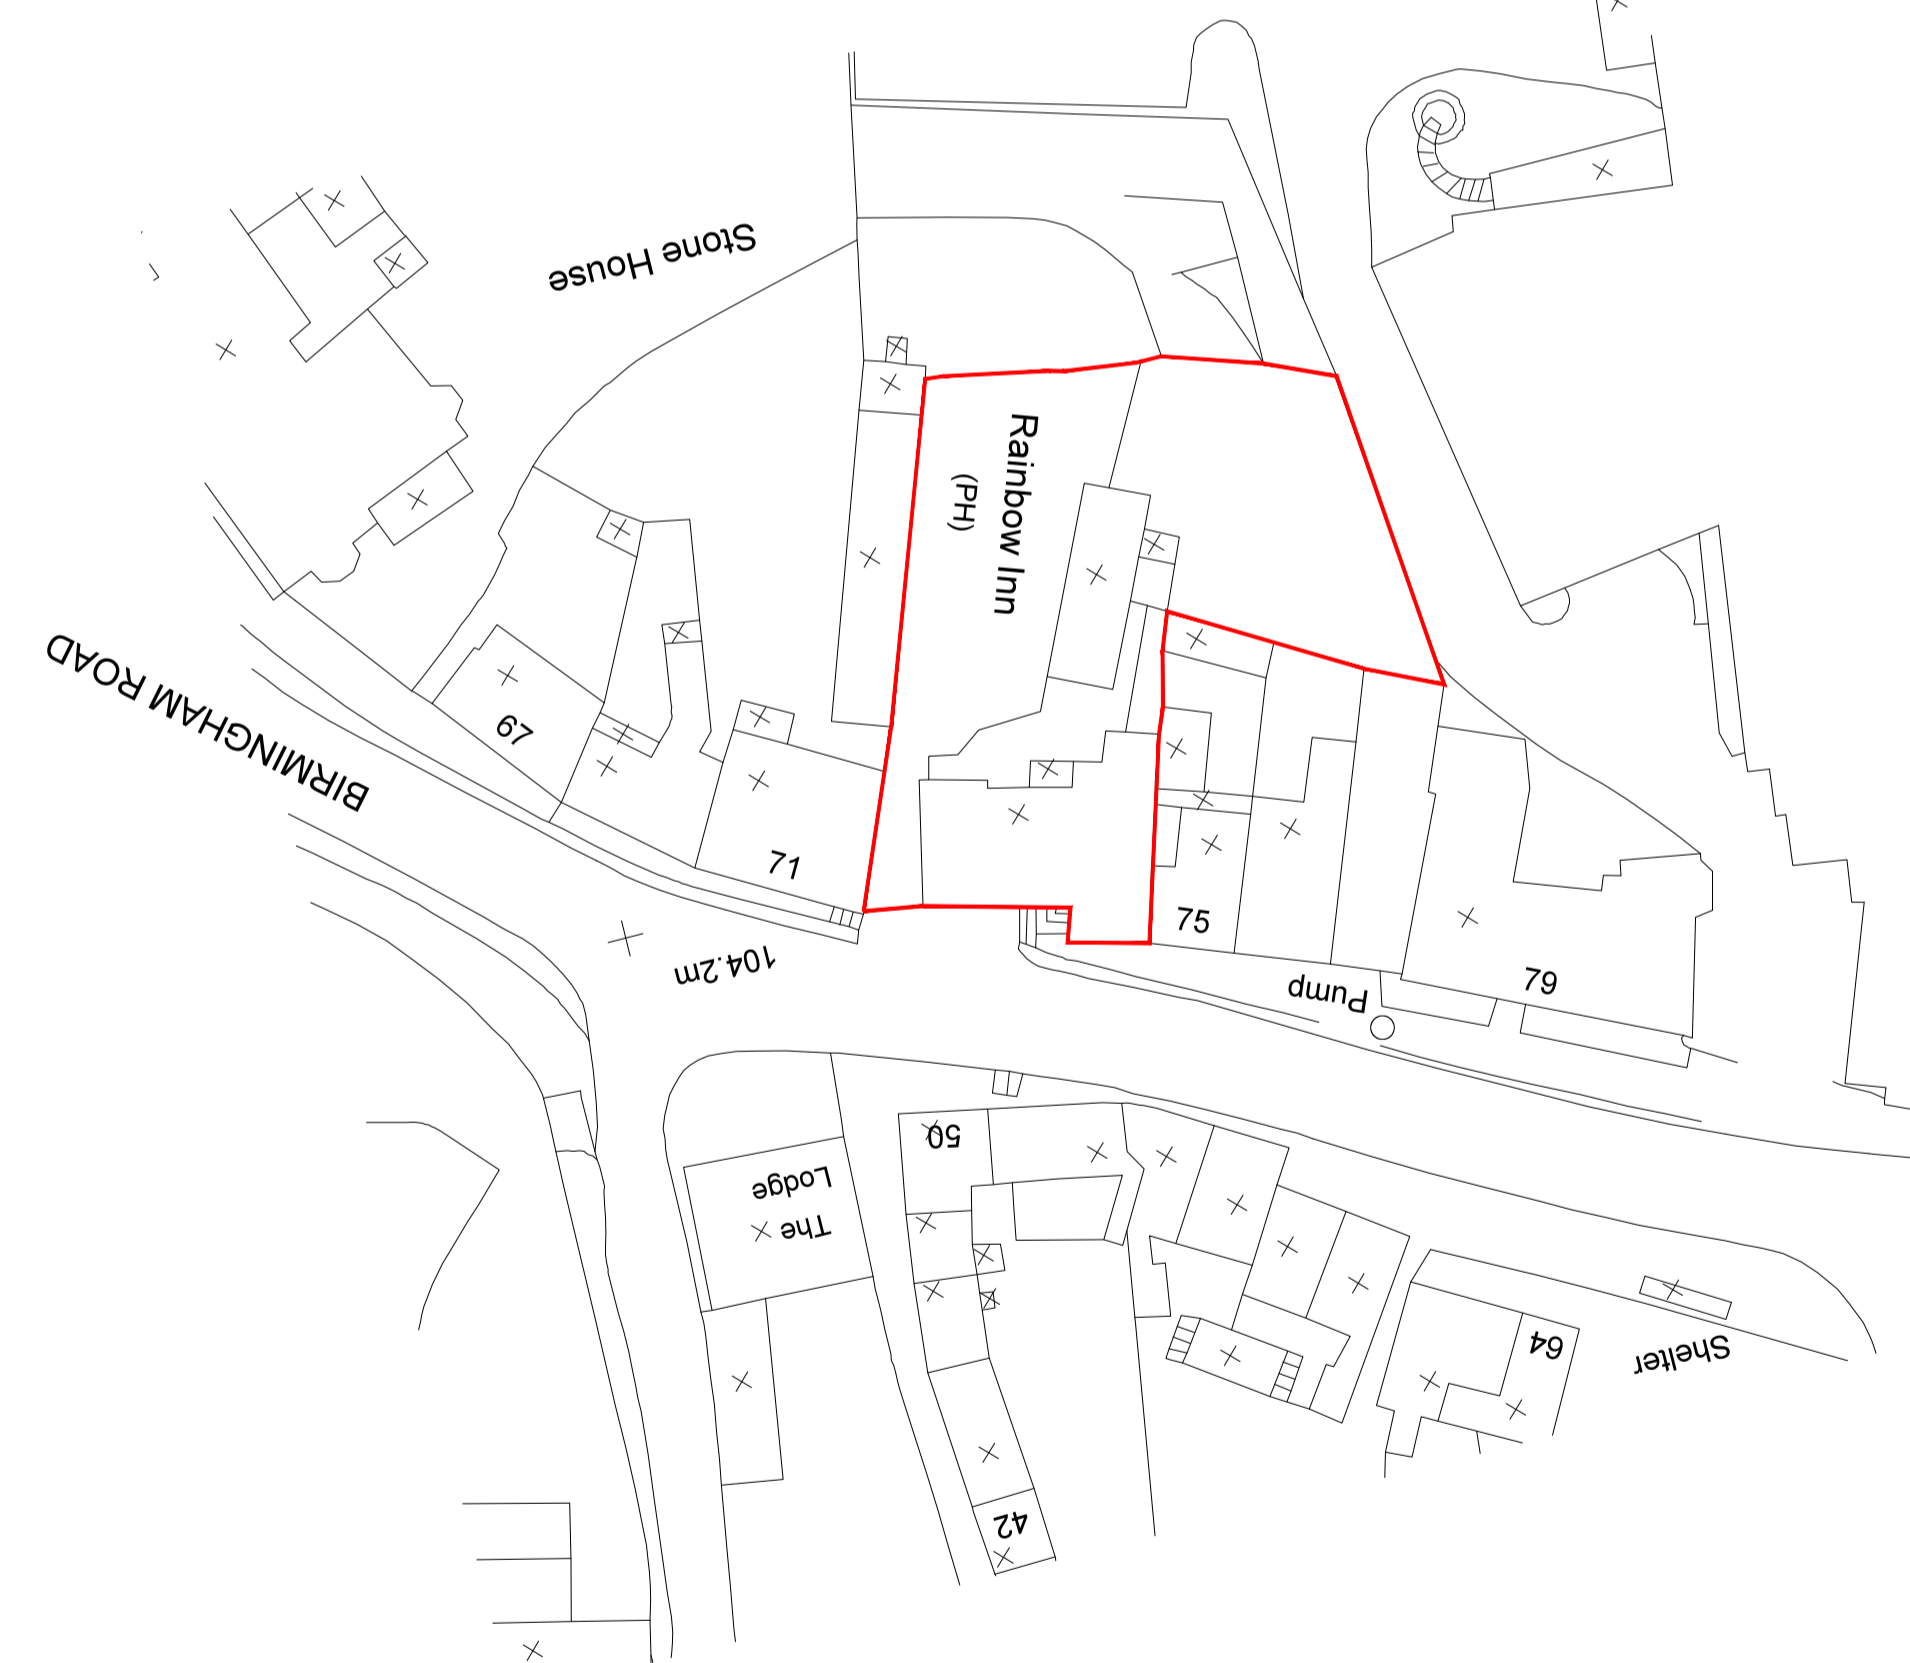 Stone House
Rainbow Inn
(PH)
BIRMINGHAM ROAD
67
71
75
79
104.2m
Pump
50
The
Lodge
42
64
Shelter